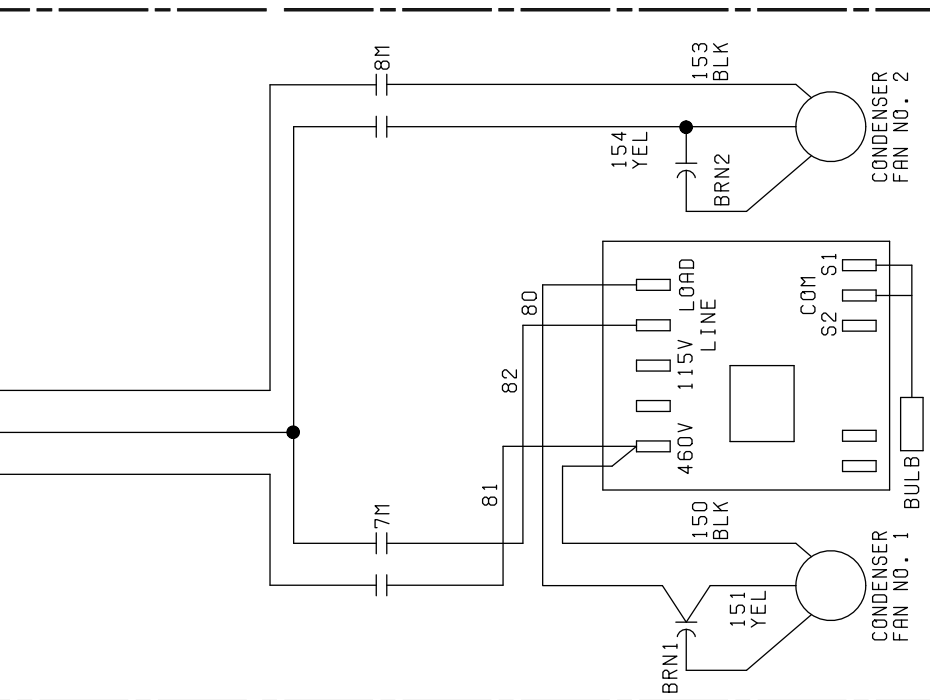 8M
153
BLK
CONDENSER
FAN NO. 2
154
YEL
BRN2
80
LOAD
LINE
COM
S1
S2
115V
82
460V
81
BULB
7M
150
BLK
CONDENSER
FAN NO. 1
151
YEL
BRN1